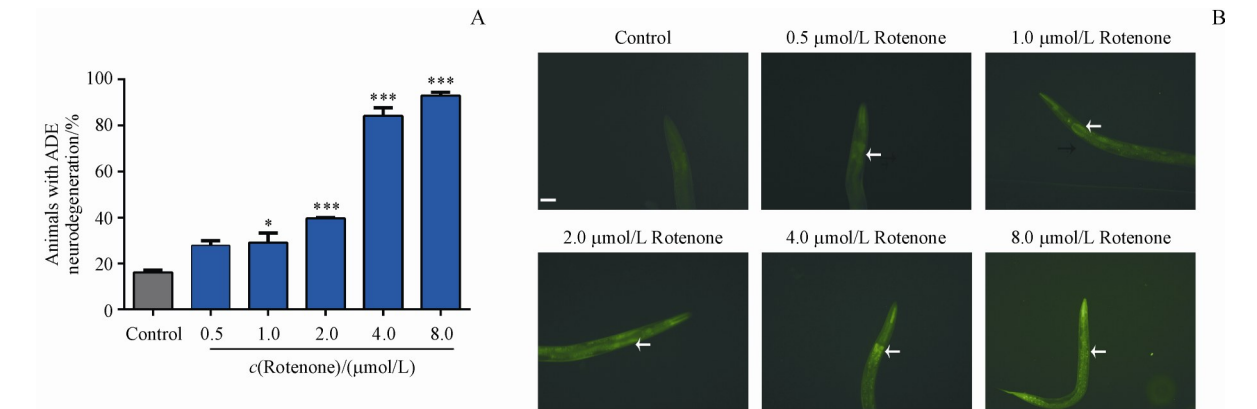 A
Animals with ADE
neurodegeneration/%
100
80
60
40
20
0
*
***
***
***
Control
0.5
1.0
2.0
4.0
8.0
c(Rotenone)/(μmol/L)
B
Control
0.5 μmol/L Rotenone
1.0 μmol/L Rotenone
2.0 μmol/L Rotenone
4.0 μmol/L Rotenone
8.0 μmol/L Rotenone